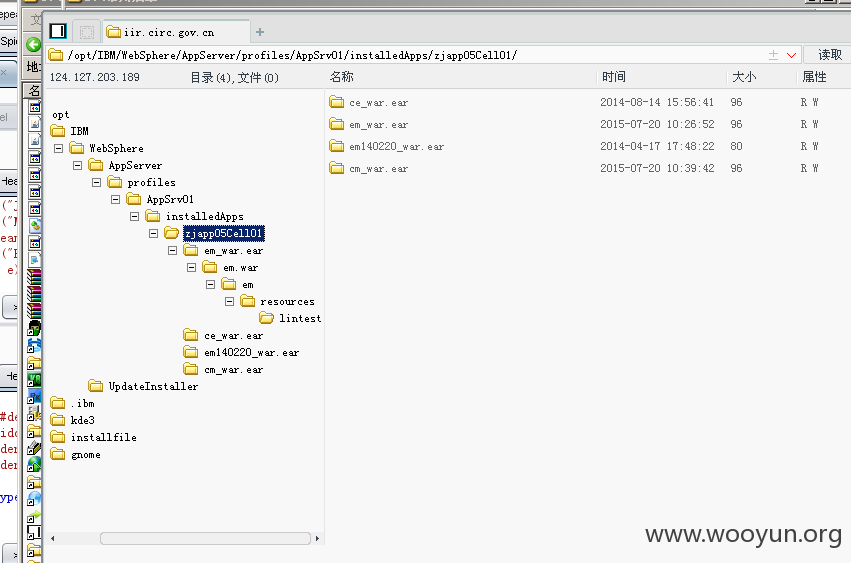 iir.circ.gov.cn
/opt/IBM/WebSphere/AppServer/profiles/AppSrv01/installedApps/zjapp05Cell01/
读取
124.127.203.189
目录(4),文件(0)
名称
时间
大小
属性
ce_war.ear 2014-08-14 15:56:41 96 R W
em_war.ear 2015-07-20 10:26:52 96 R W
em140220_war.ear 2014-04-17 17:48:22 80 R W
cm_war.ear 2015-07-20 10:39:42 96 R W
opt
IBM
WebSphere
AppServer
profiles
AppSrv01
installedApps
zjapp05Cell01
em_war.ear
em.war
em
resources
lintest
ce_war.ear
em140220_war.ear
cm_war.ear
UpdateInstaller
.ibm
kde3
installfile
gnome
www.wooyun.org